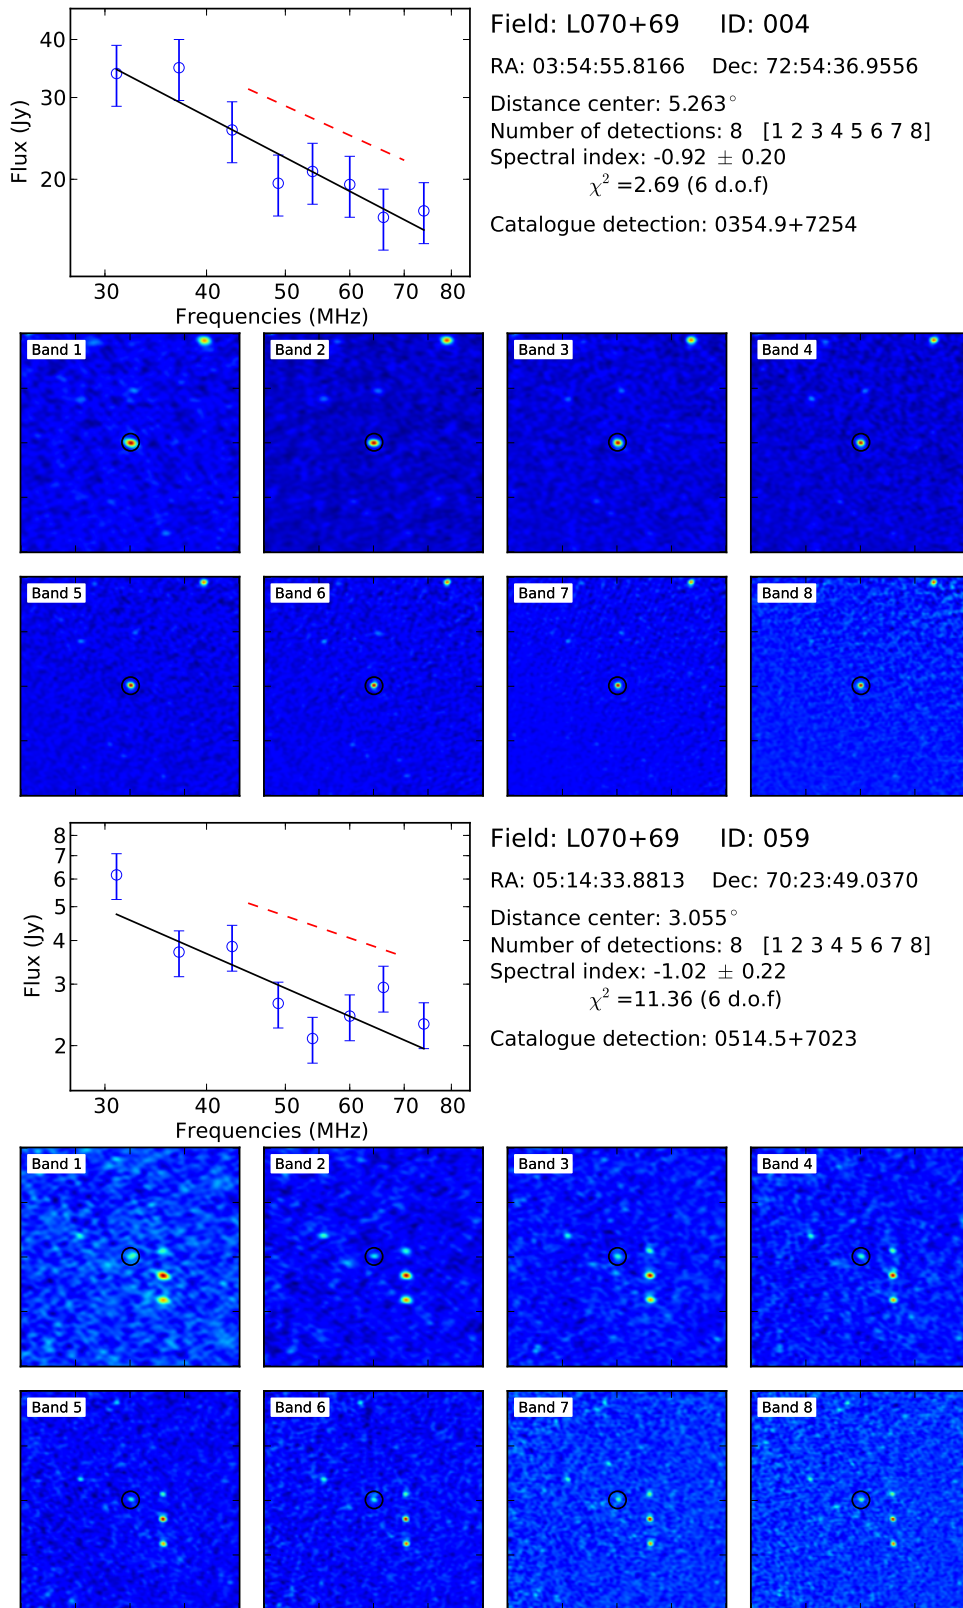 Field: L070+69 ID: 004
RA: 03:54:55.8166 Dec: 72:54:36.9556
Distance center: 5.263°
Number of detections: 8 [1 2 3 4 5 6 7 8]
Spectral index: -0.92 ± 0.20
χ² =2.69 (6 d.o.f)
Catalogue detection: 0354.9+7254
Flux (Jy)
40
30
20
30 40 50 60 70 80
Frequencies (MHz)
Band 1 Band 2 Band 3 Band 4
Band 5 Band 6 Band 7 Band 8
Field: L070+69 ID: 059
RA: 05:14:33.8813 Dec: 70:23:49.0370
Distance center: 3.055°
Number of detections: 8 [1 2 3 4 5 6 7 8]
Spectral index: -1.02 ± 0.22
χ² =11.36 (6 d.o.f)
Catalogue detection: 0514.5+7023
Flux (Jy)
8
7
6
5
4
3
2
30 40 50 60 70 80
Frequencies (MHz)
Band 1 Band 2 Band 3 Band 4
Band 5 Band 6 Band 7 Band 8